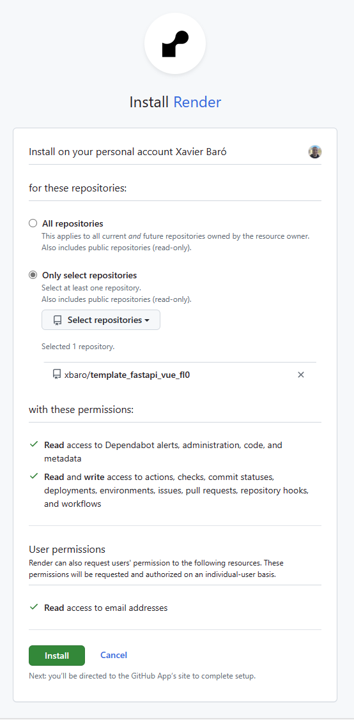 Install Render
Install on your personal account Xavier Baró
for these repositories:
All repositories
This applies to all current and future repositories owned by the resource owner.
Also includes public repositories (read-only).
Only select repositories
Select at least one repository.
Also includes public repositories (read-only).
Select repositories
Selected 1 repository.
xbaro/template_fastapi_vue_fl0
with these permissions:
Read access to Dependabot alerts, administration, code, and
metadata
Read and write access to actions, checks, commit statuses,
deployments, environments, issues, pull requests, repository hooks,
and workflows
User permissions
Render can also request users' permission to the following resources. These
permissions will be requested and authorized on an individual-user basis.
Read access to email addresses
Install Cancel
Next: you'll be directed to the GitHub App's site to complete setup.